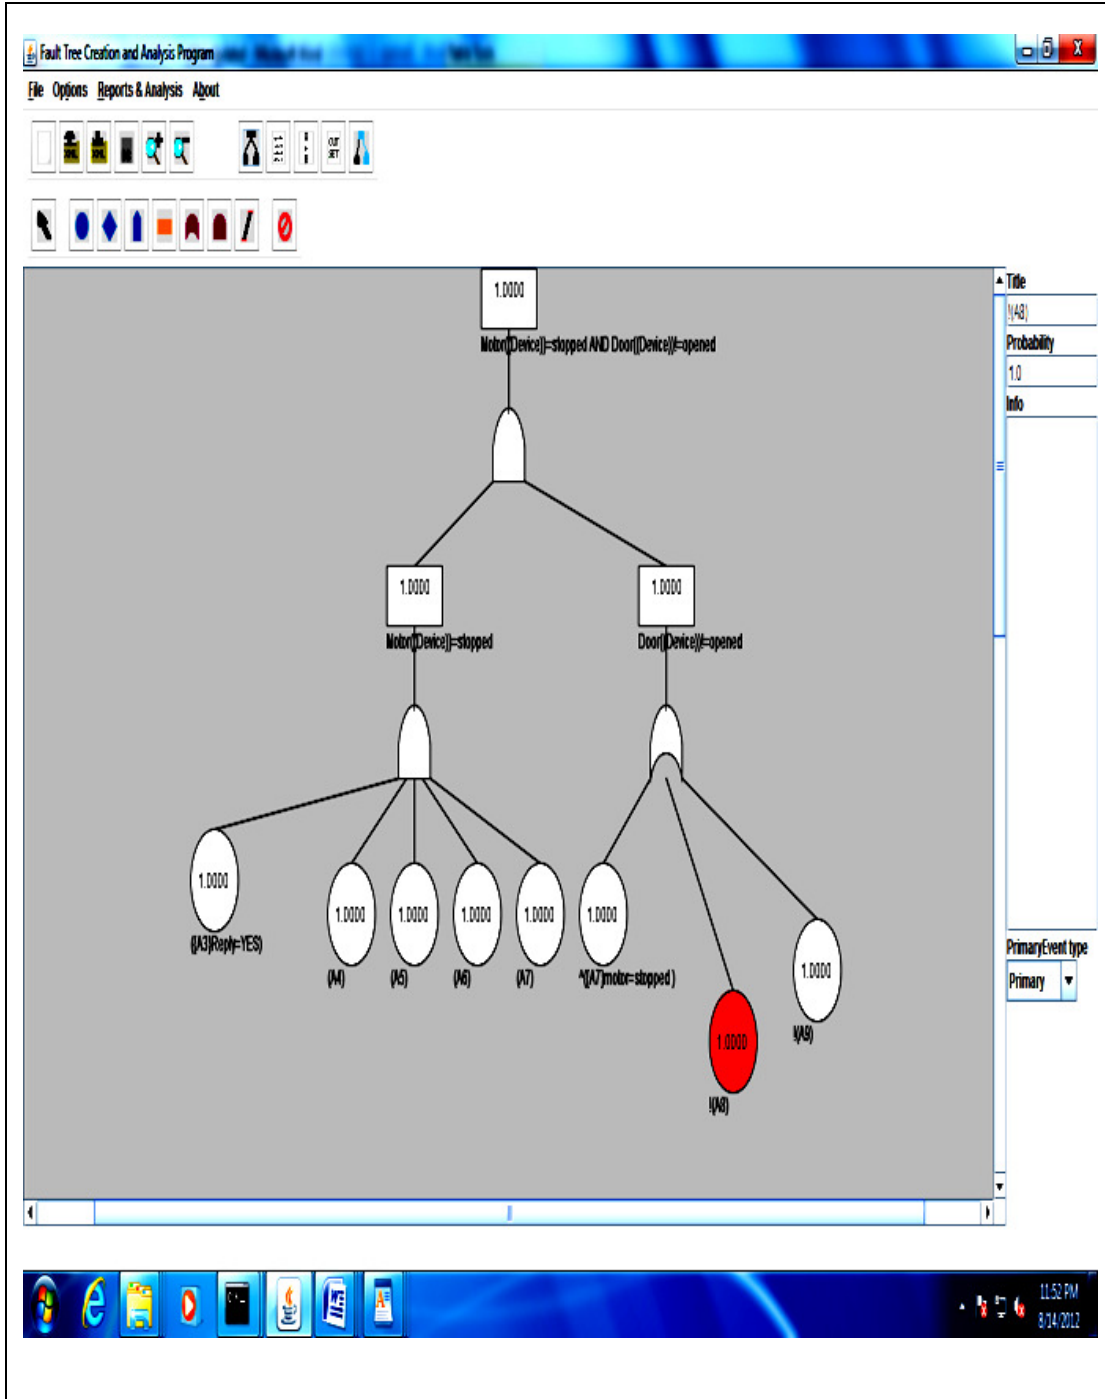 Fault Tree Creation and Analysis Program
File Options Reports & Analysis About
CUT
SET
1.0000
Motor((Device))=stopped AND Door((Device))!=opened
1.0000
Motor((Device))=stopped
1.0000
Door((Device))!=opened
1.0000
([A3]Reply=YES)
1.0000
(A4)
1.0000
(A5)
1.0000
(A6)
1.0000
(A7)
1.0000
^([A7]motor=stopped )
1.0000
!(A8)
1.0000
!(A9)
Title
!(A8)
Probability
1.0
Info
PrimaryEvent type
Primary
11:52 PM
8/14/2012